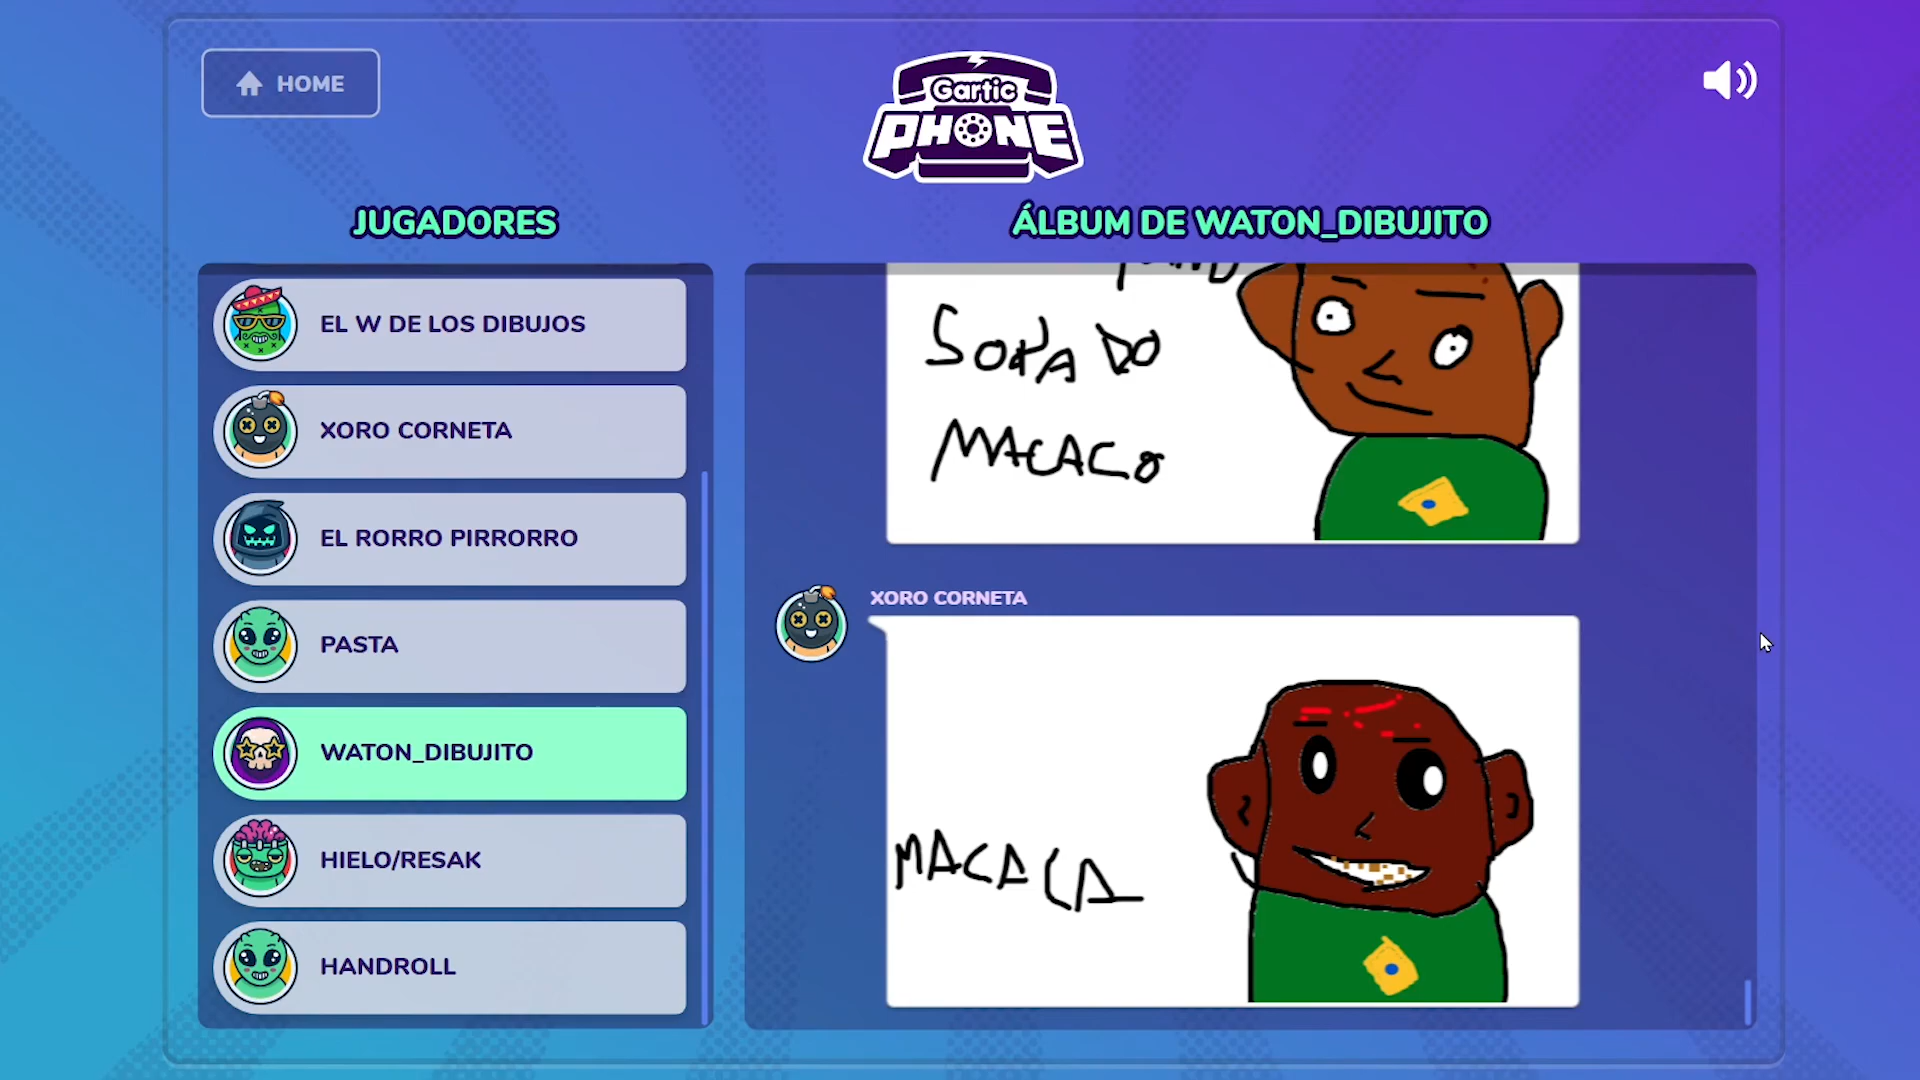 HOME
Gartic
PHONE
JUGADORES
ÁLBUM DE WATON_DIBUJITO
EL W DE LOS DIBUJOS
XORO CORNETA
EL RORRO PIRRORRO
PASTA
WATON_DIBUJITO
HIELO/RESAK
HANDROLL
SOPA DO
MACACO
XORO CORNETA
MACACA